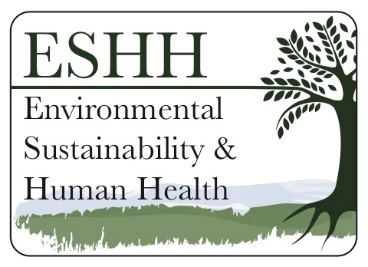 ESHH
Environmental
Sustainability &
Human Health